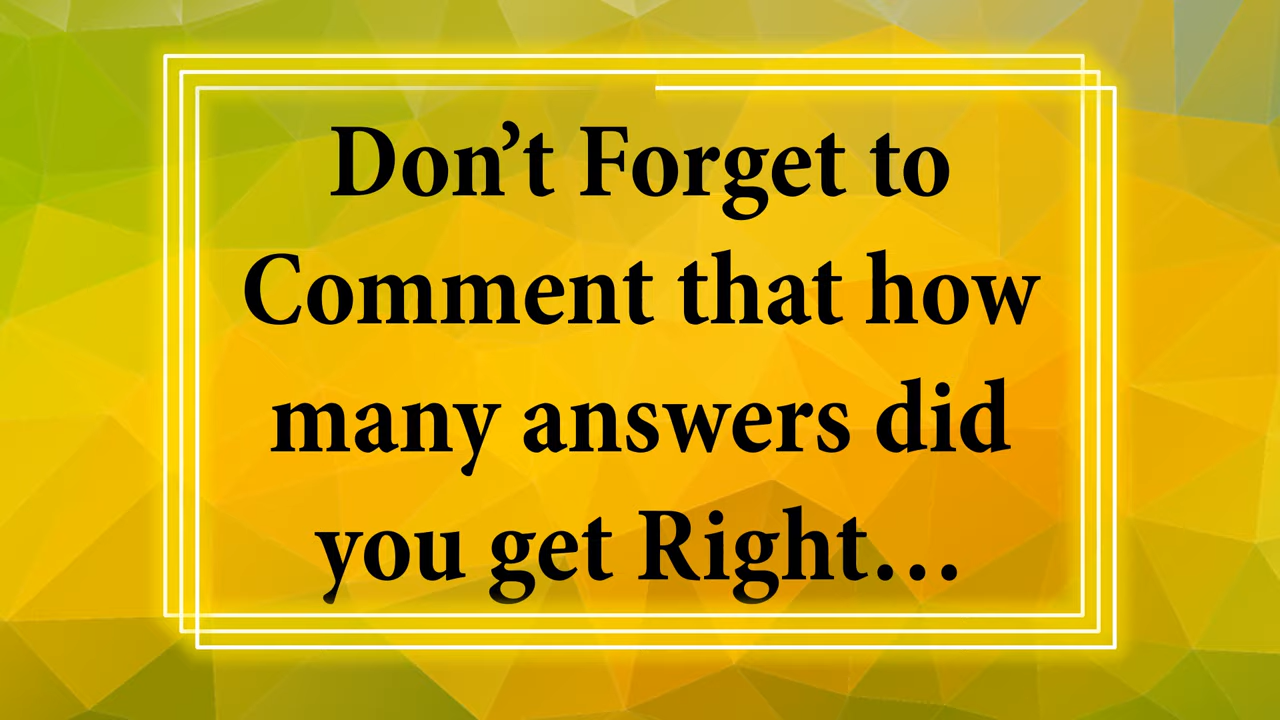 Don’t Forget to
Comment that how
many answers did
you get Right…